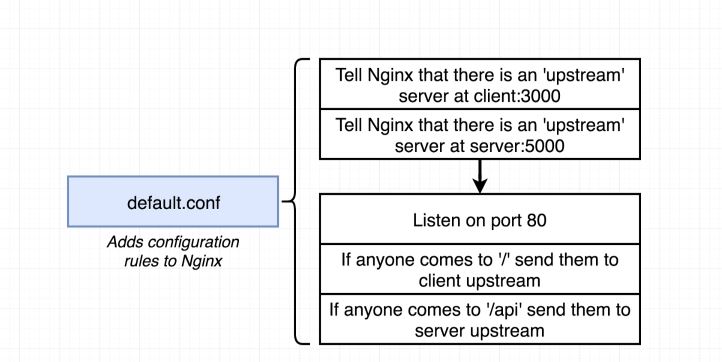 default.conf
Adds configuration
rules to Nginx
Tell Nginx that there is an 'upstream'
server at client:3000
Tell Nginx that there is an 'upstream'
server at server:5000
Listen on port 80
If anyone comes to '/' send them to
client upstream
If anyone comes to '/api' send them to
server upstream